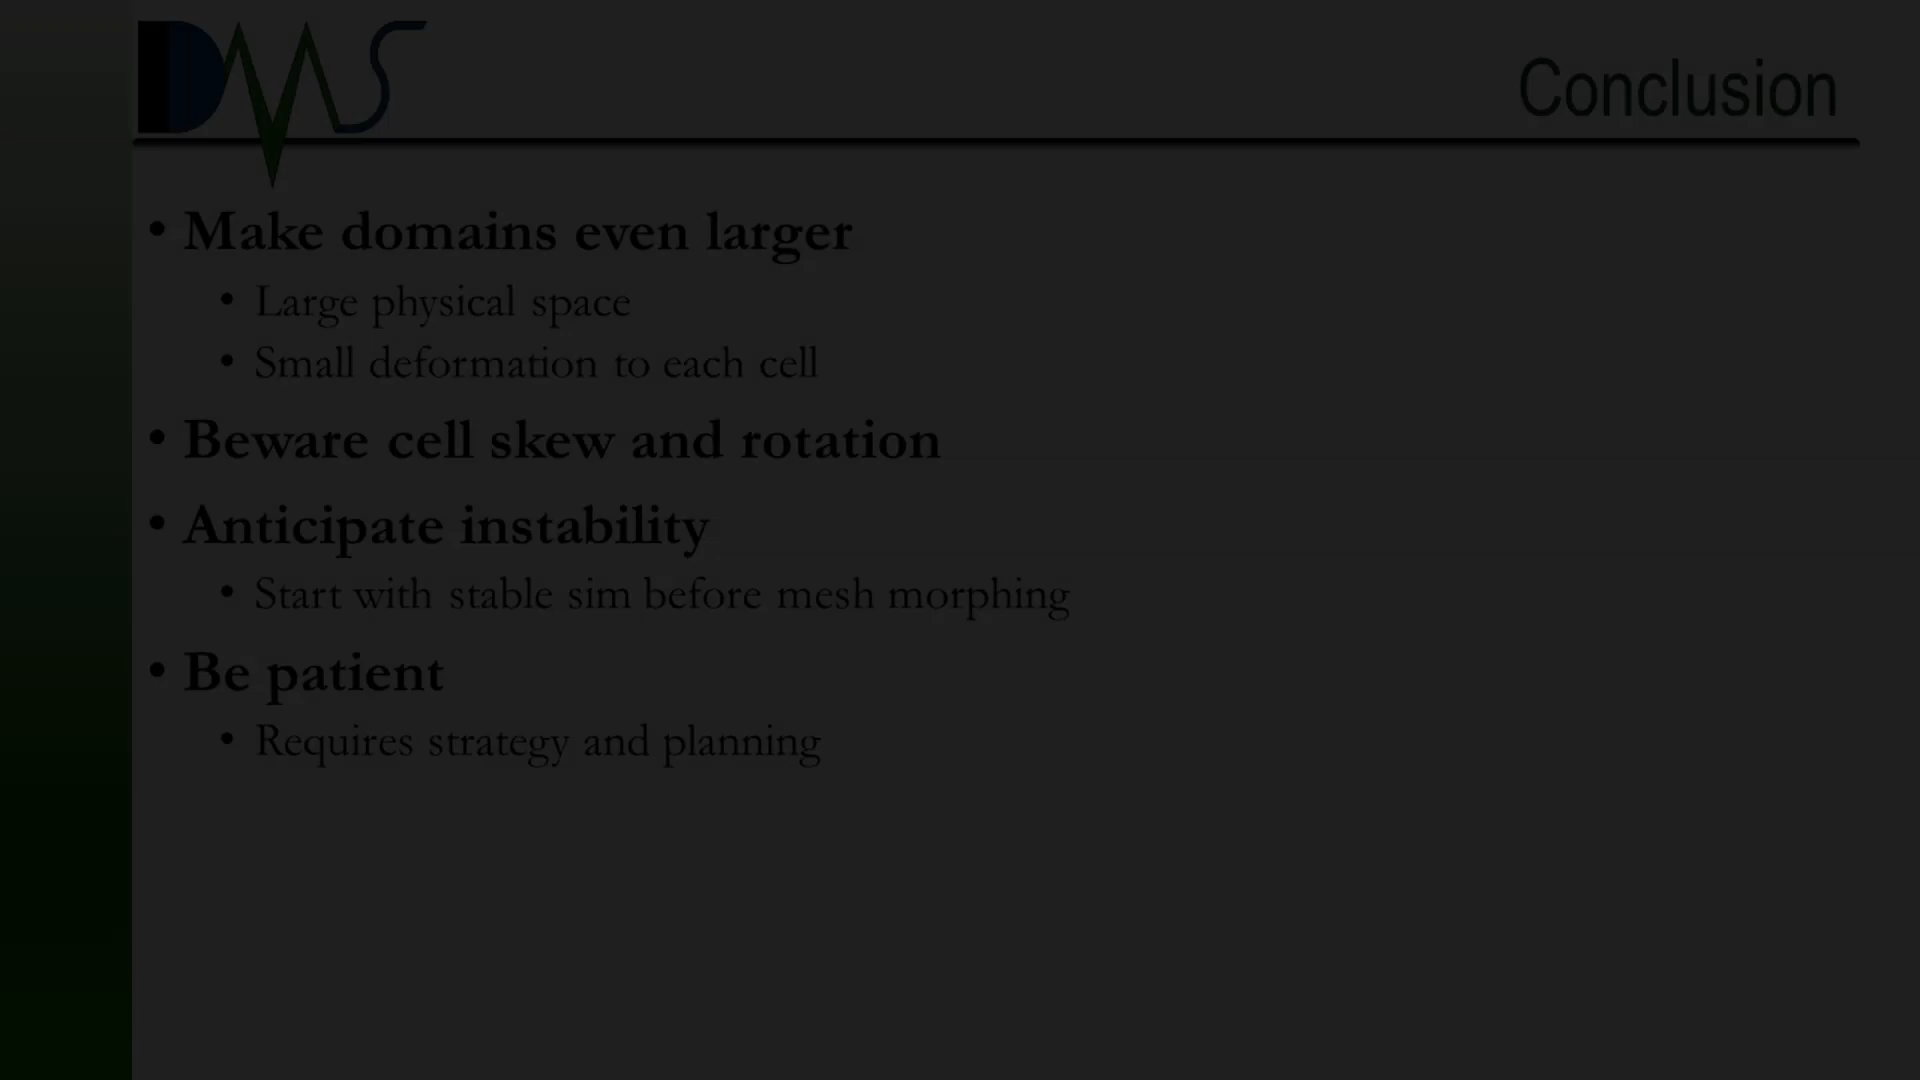 DMS
Conclusion
• Make domains even larger
• Large physical space
• Small deformation to each cell
• Beware cell skew and rotation
• Anticipate instability
• Start with stable sim before mesh morphing
• Be patient
• Requires strategy and planning